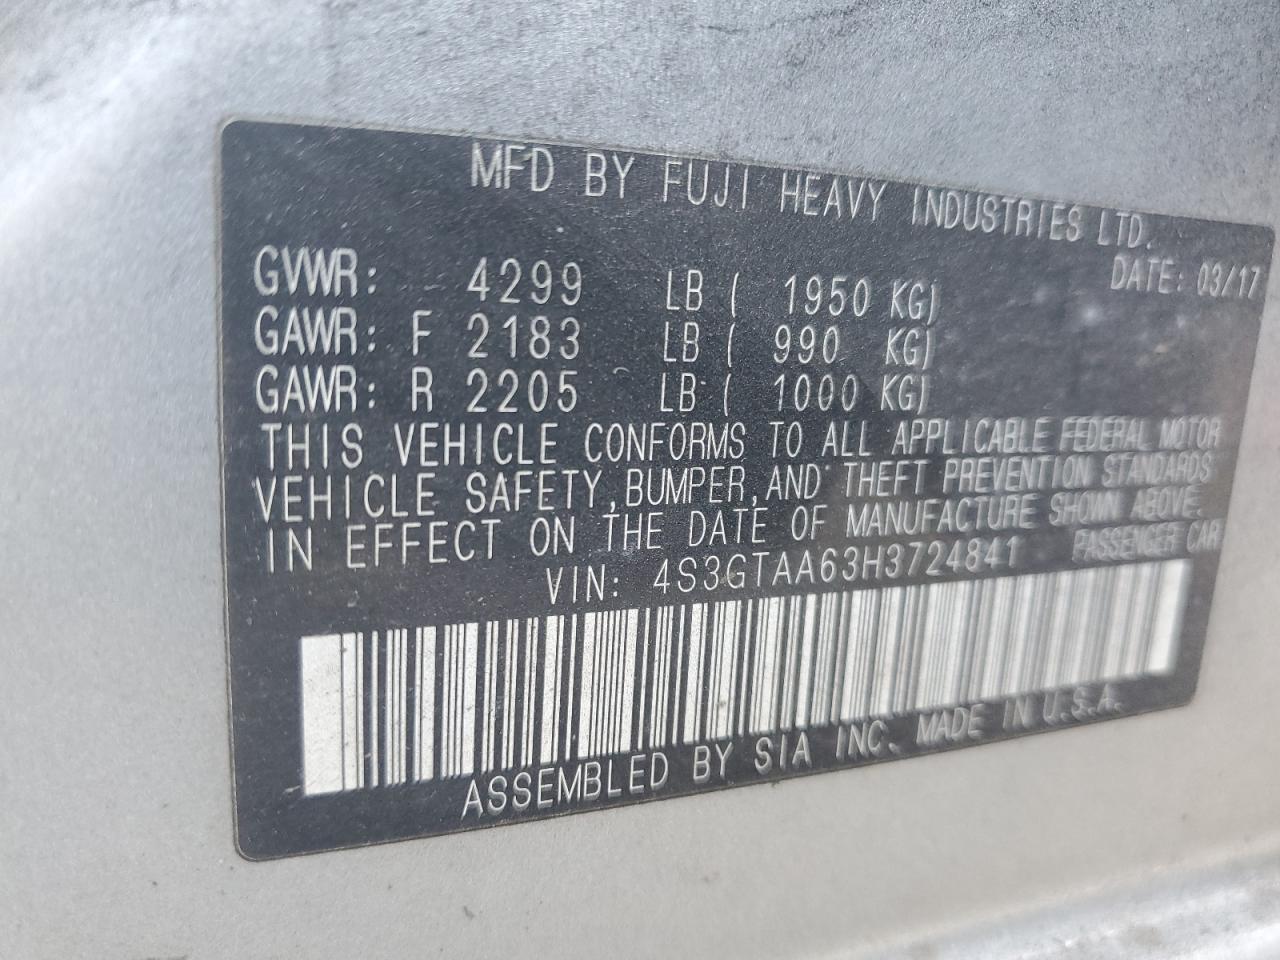 MFD BY FUJI HEAVY INDUSTRIES LTD.
DATE: 03/17
GVWR: 4299 LB ( 1950 KG)
GAWR: F 2183 LB ( 990 KG)
GAWR: R 2205 LB ( 1000 KG)
THIS VEHICLE CONFORMS TO ALL APPLICABLE FEDERAL MOTOR
VEHICLE SAFETY, BUMPER, AND THEFT PREVENTION STANDARDS
IN EFFECT ON THE DATE OF MANUFACTURE SHOWN ABOVE.
VIN: 4S3GTAA63H3724841 PASSENGER CAR
ASSEMBLED BY SIA INC. MADE IN U.S.A.